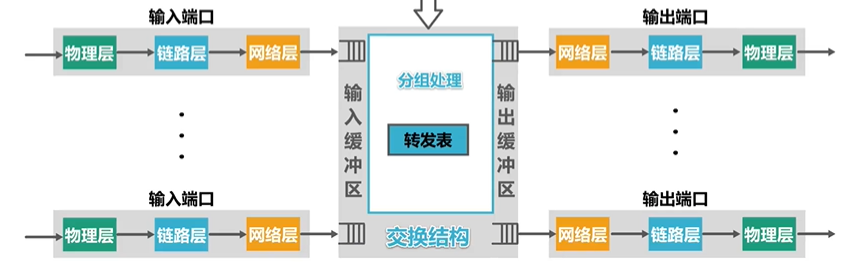 输入端口
输出端口
物理层 链路层 网络层
网络层 链路层 物理层
分组处理
输入缓冲区
输出缓冲区
转发表
输入端口
输出端口
物理层 链路层 网络层
交换结构
网络层 链路层 物理层